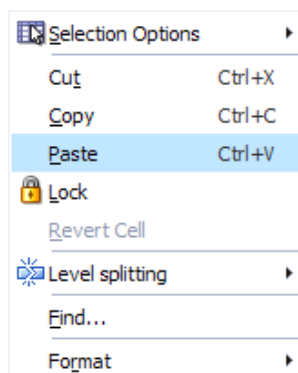 Selection Options
Cut Ctrl+X
Copy Ctrl+C
Paste Ctrl+V
Lock
Revert Cell
Level splitting
Find...
Format